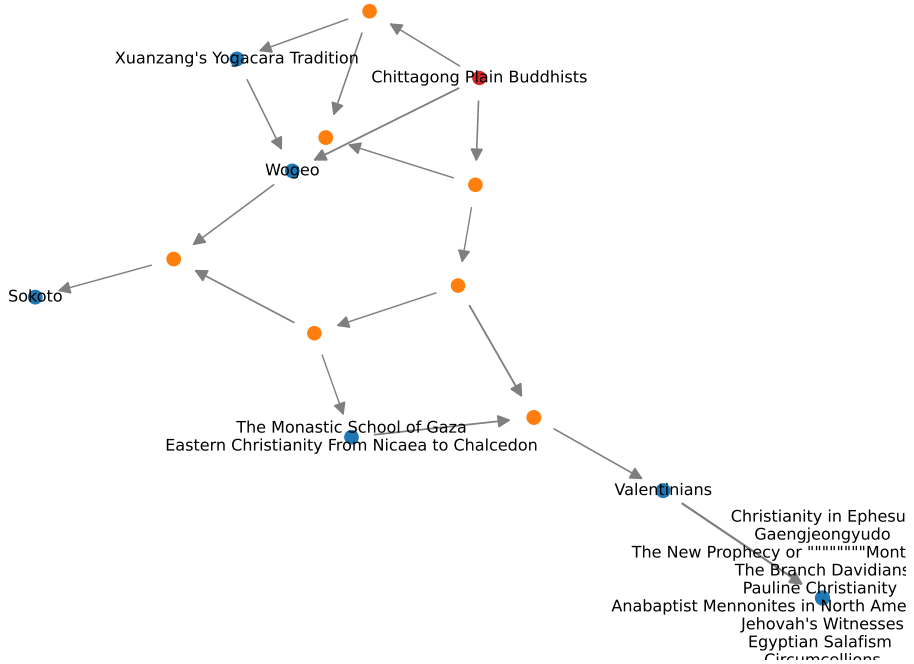 Xuanzang's Yogacara Tradition
Chittagong Plain Buddhists
Wogeo
Sokoto
The Monastic School of Gaza
Eastern Christianity From Nicaea to Chalcedon
Valentinians
Christianity in Ephesu
Gaengjeongyudo
The New Prophecy or """"""""Mont
The Branch Davidians
Pauline Christianity
Anabaptist Mennonites in North Ame
Jehovah's Witnesses
Egyptian Salafism
Circumcellions